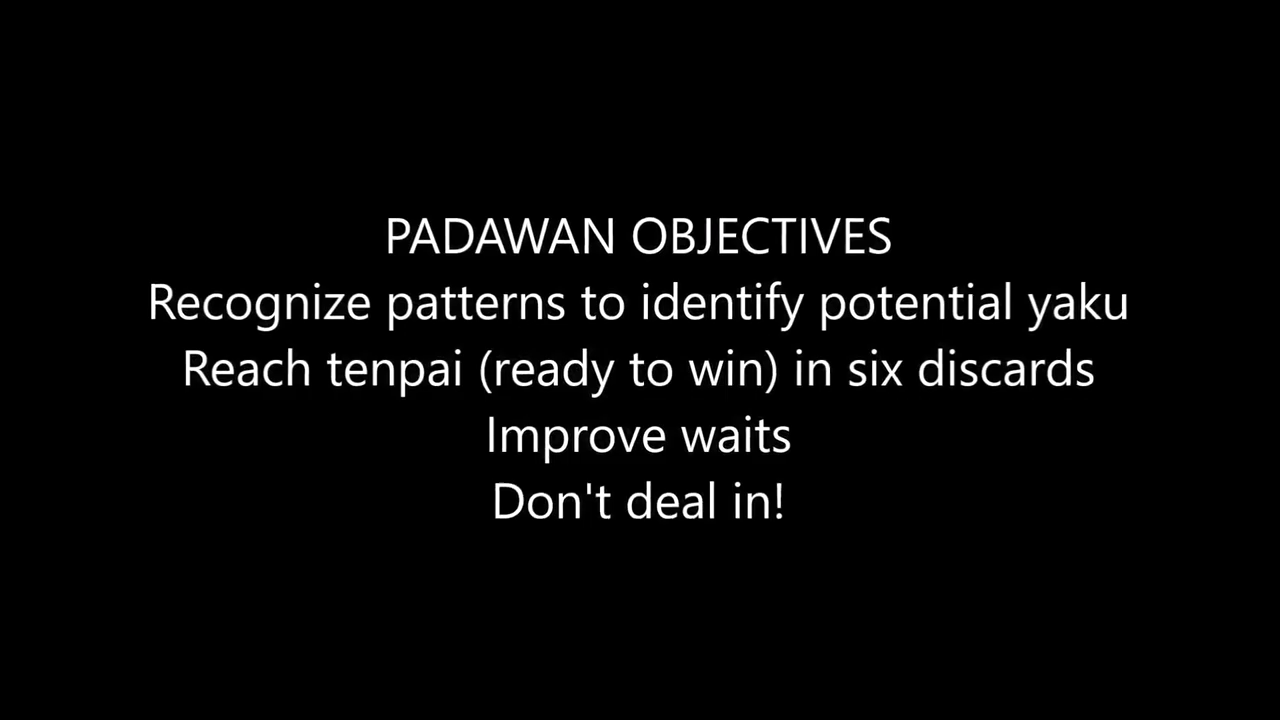 PADAWAN OBJECTIVES
Recognize patterns to identify potential yaku
Reach tenpai (ready to win) in six discards
Improve waits
Don't deal in!